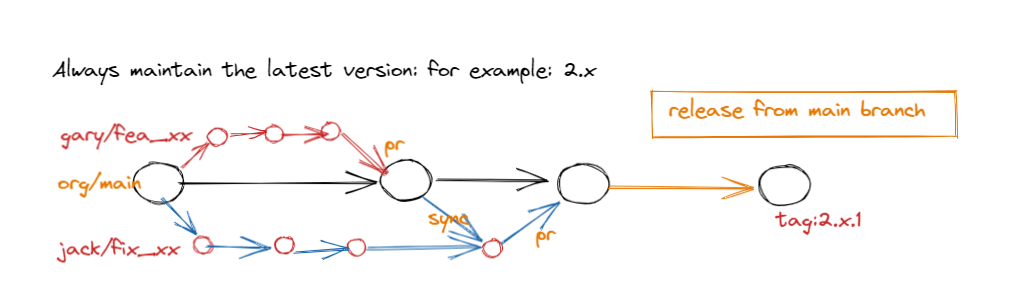 Always maintain the latest version: for example: 2.x
release from main branch
gary/fea_xx
pr
org/main
sync
tag:2.x.1
pr
jack/fix_xx